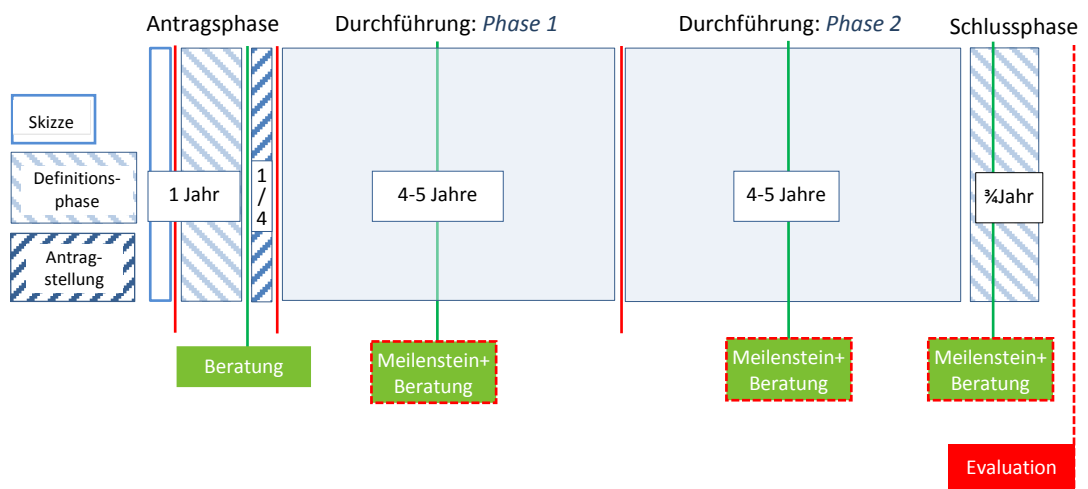 Antragsphase
Durchführung: Phase 1
Durchführung: Phase 2
Schlussphase
Skizze
Definitions-
phase
Antrag-
stellung
1 Jahr
1
/
4
4-5 Jahre
4-5 Jahre
¾Jahr
Beratung
Meilenstein+
Beratung
Meilenstein+
Beratung
Meilenstein+
Beratung
Evaluation